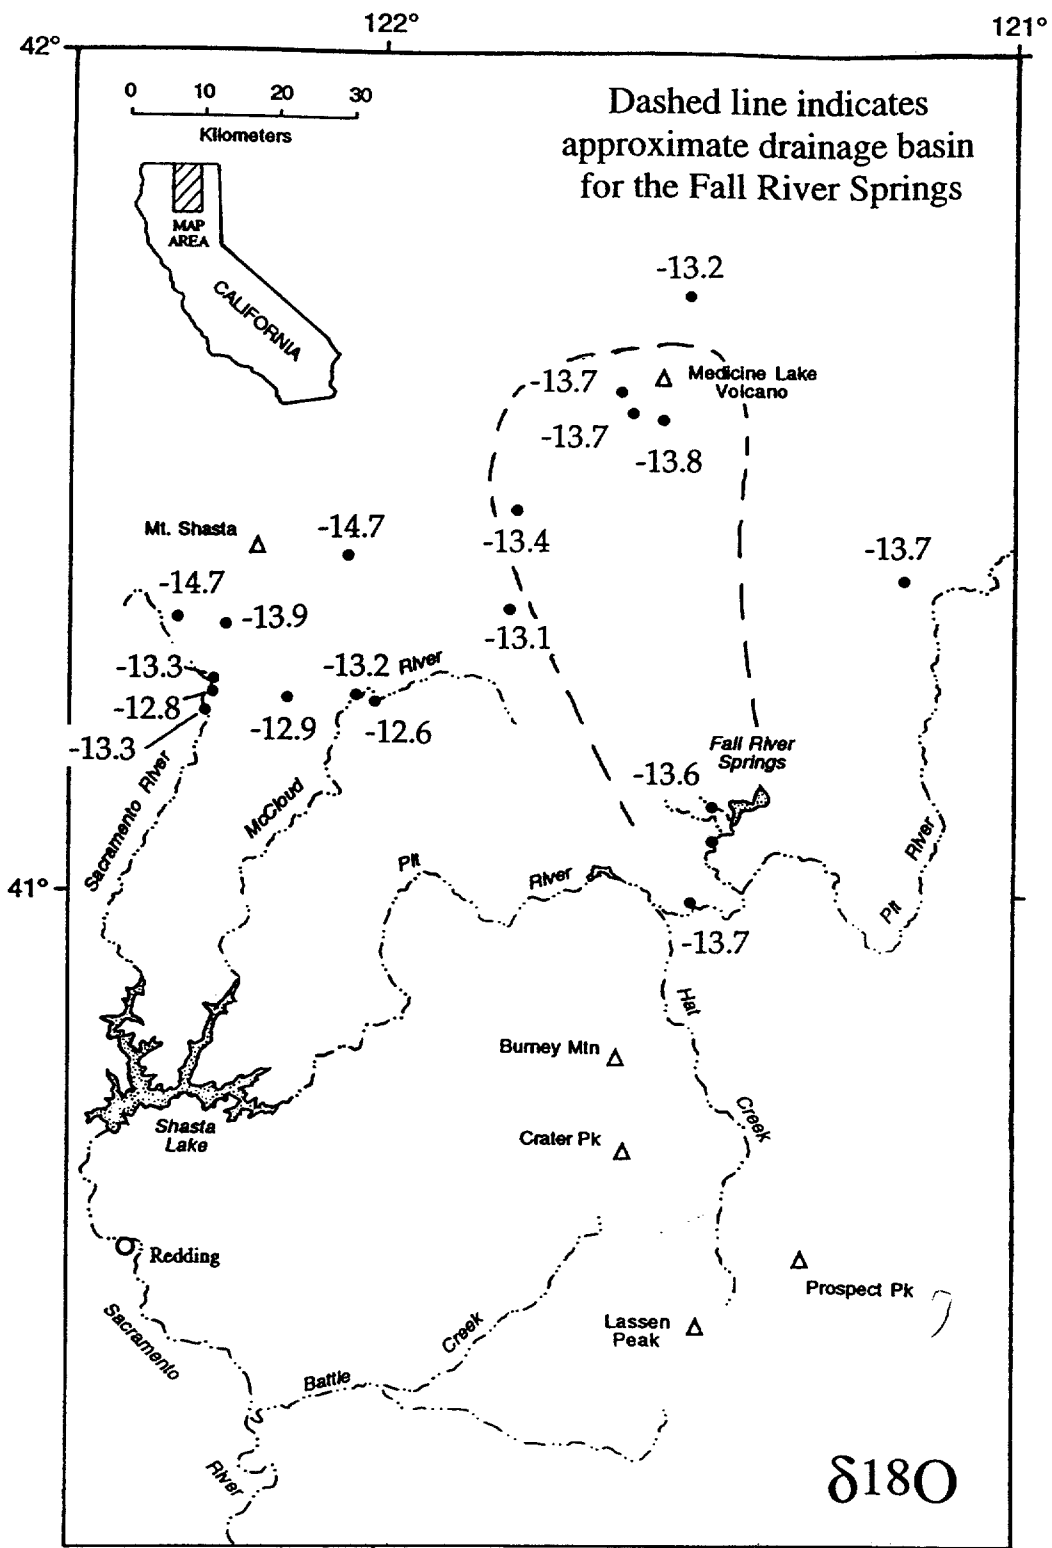 122°
121°
42°
0
10
20
30
Kilometers
Dashed line indicates
approximate drainage basin
for the Fall River Springs
MAP
AREA
CALIFORNIA
-13.2
-13.7
Medicine Lake
Volcano
-13.7
-13.8
Mt. Shasta
-14.7
-13.4
-13.7
-14.7
-13.9
-13.1
-13.3
-13.2
River
-12.8
-12.9
-12.6
-13.3
Fall River
Springs
-13.6
Sacramento River
McCloud
River
Pit
41°
Pit
River
-13.7
Hat
Creek
Burney Mtn
Crater Pk
Shasta
Lake
Redding
Prospect Pk
Lassen
Peak
Sacramento
River
Battle
Creek
δ18O